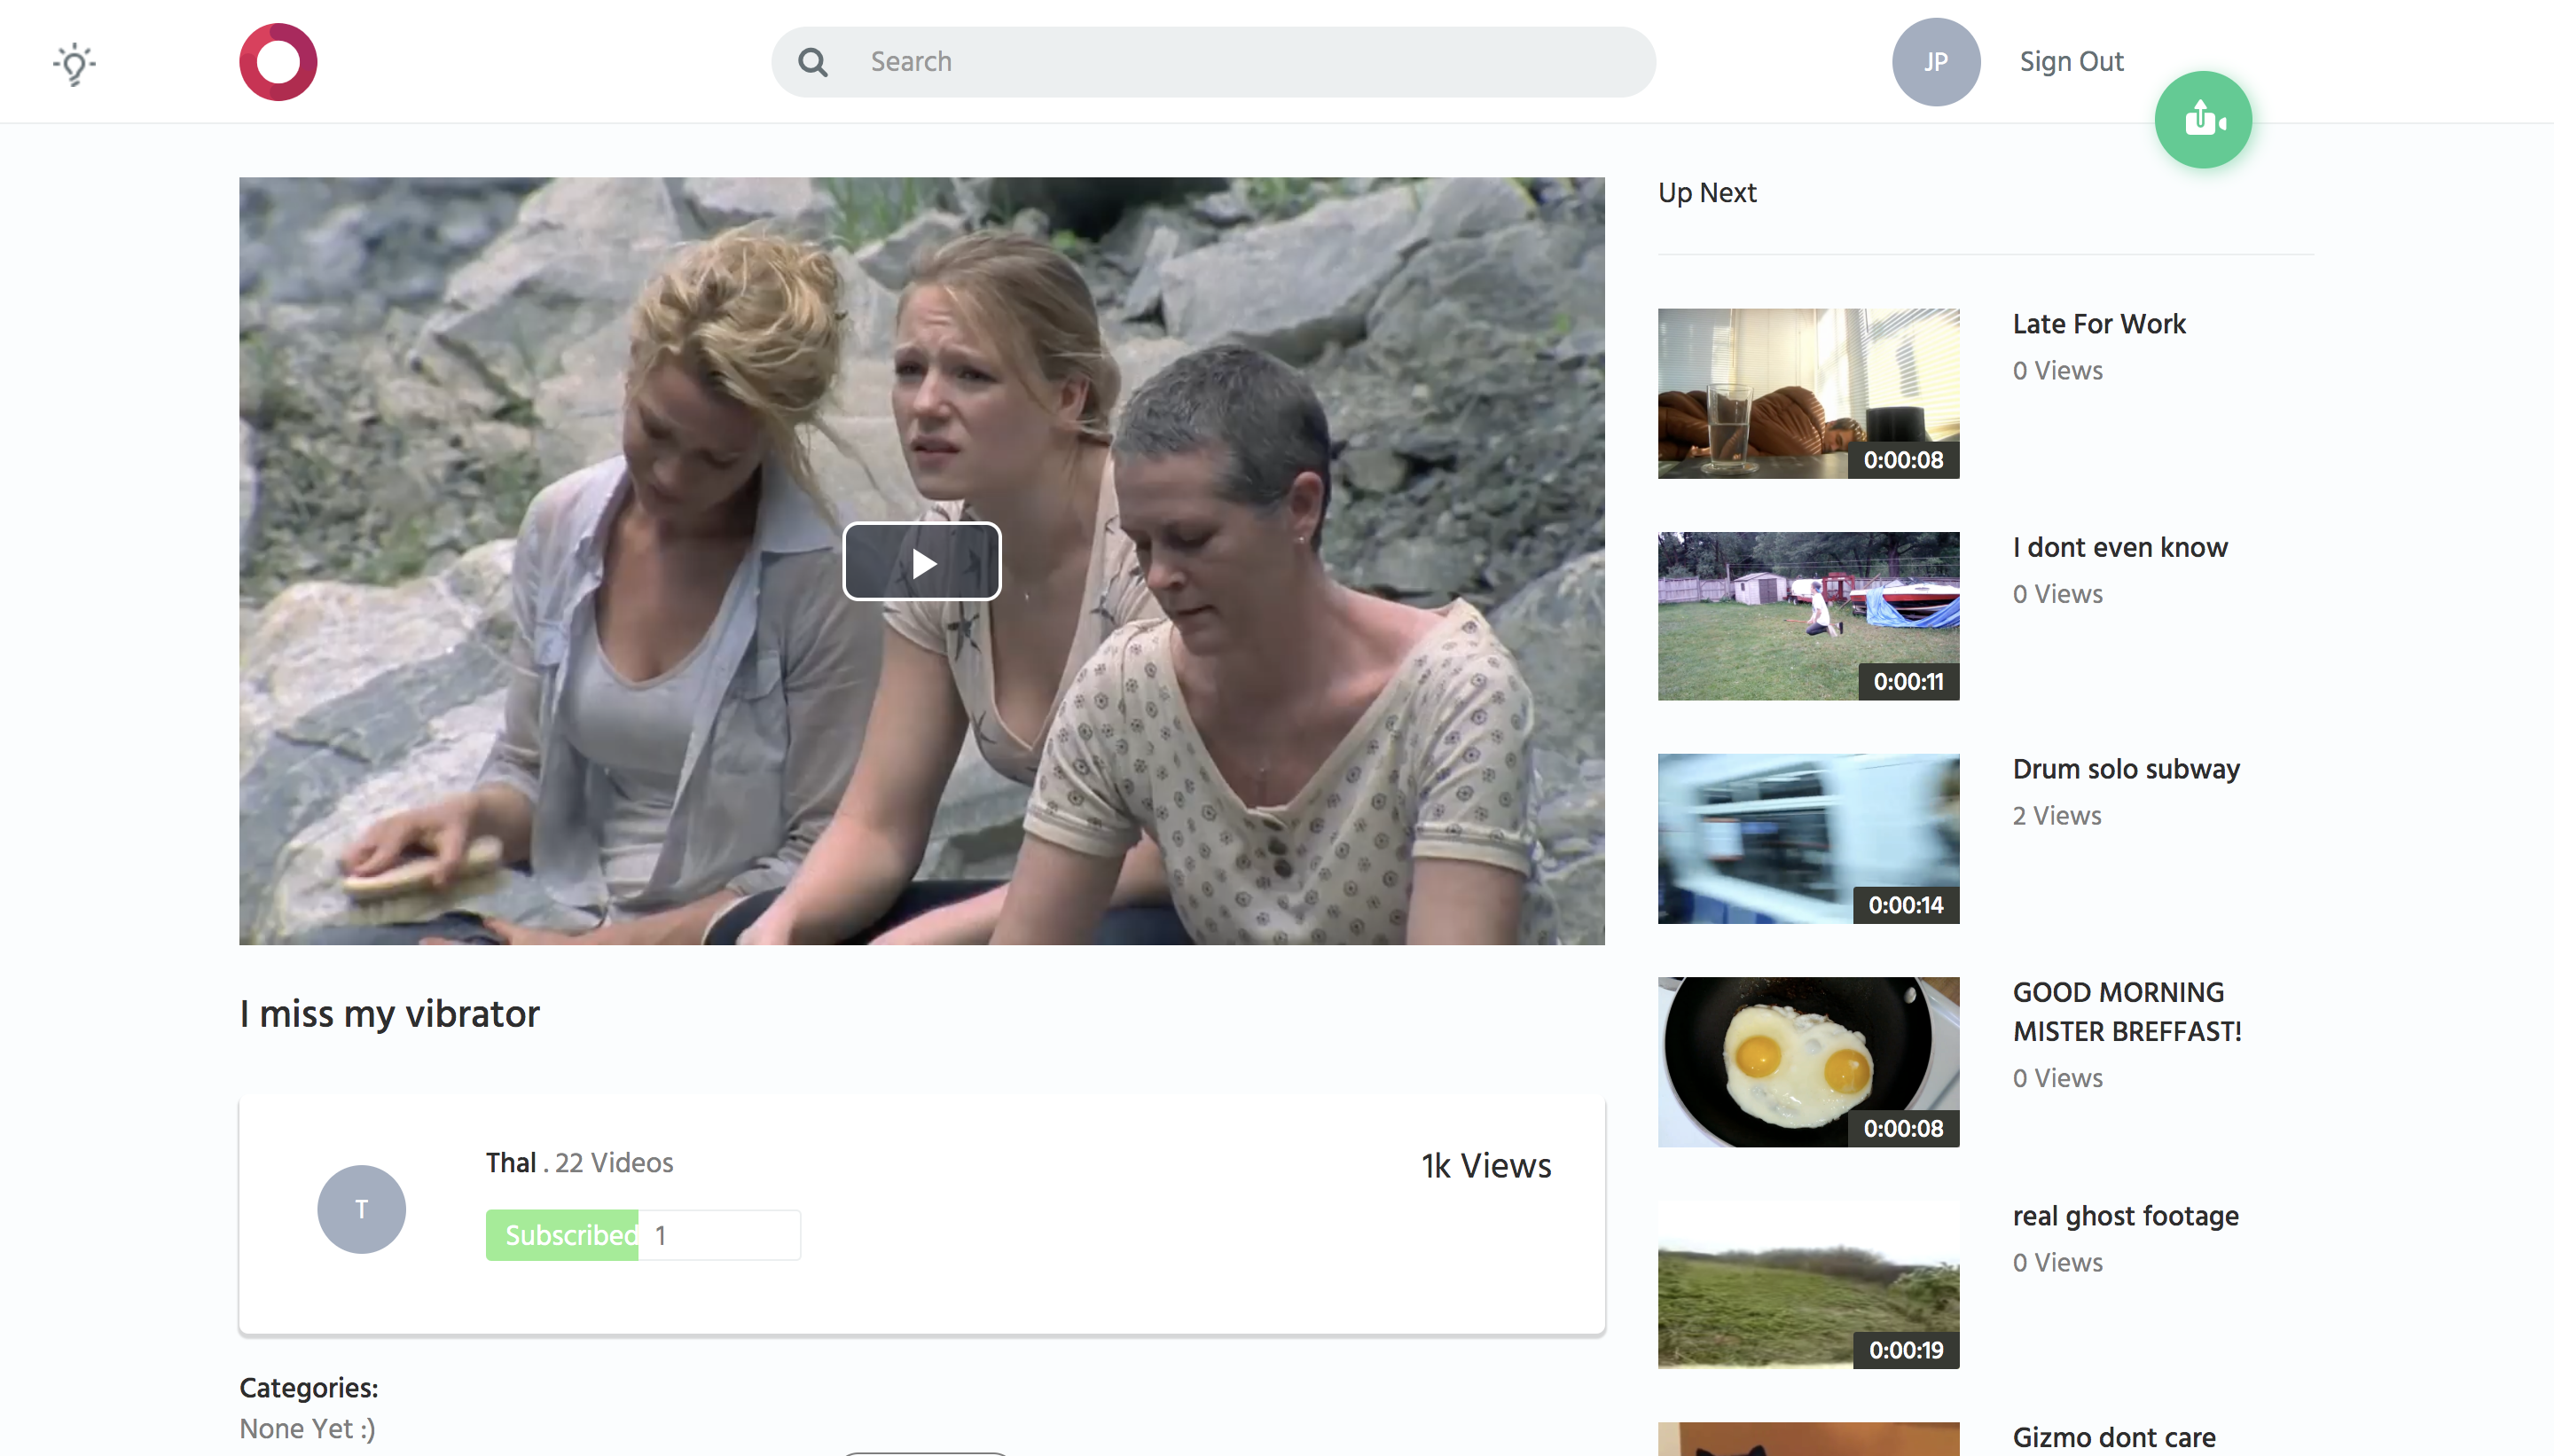 Search
JP
Sign Out
Up Next
Late For Work
0 Views
0:00:08
I dont even know
0 Views
0:00:11
Drum solo subway
2 Views
0:00:14
GOOD MORNING
MISTER BREFFAST!
0 Views
0:00:08
real ghost footage
0 Views
0:00:19
Gizmo dont care
I miss my vibrator
T
Thal . 22 Videos
1k Views
Subscribed 1
Categories:
None Yet :)